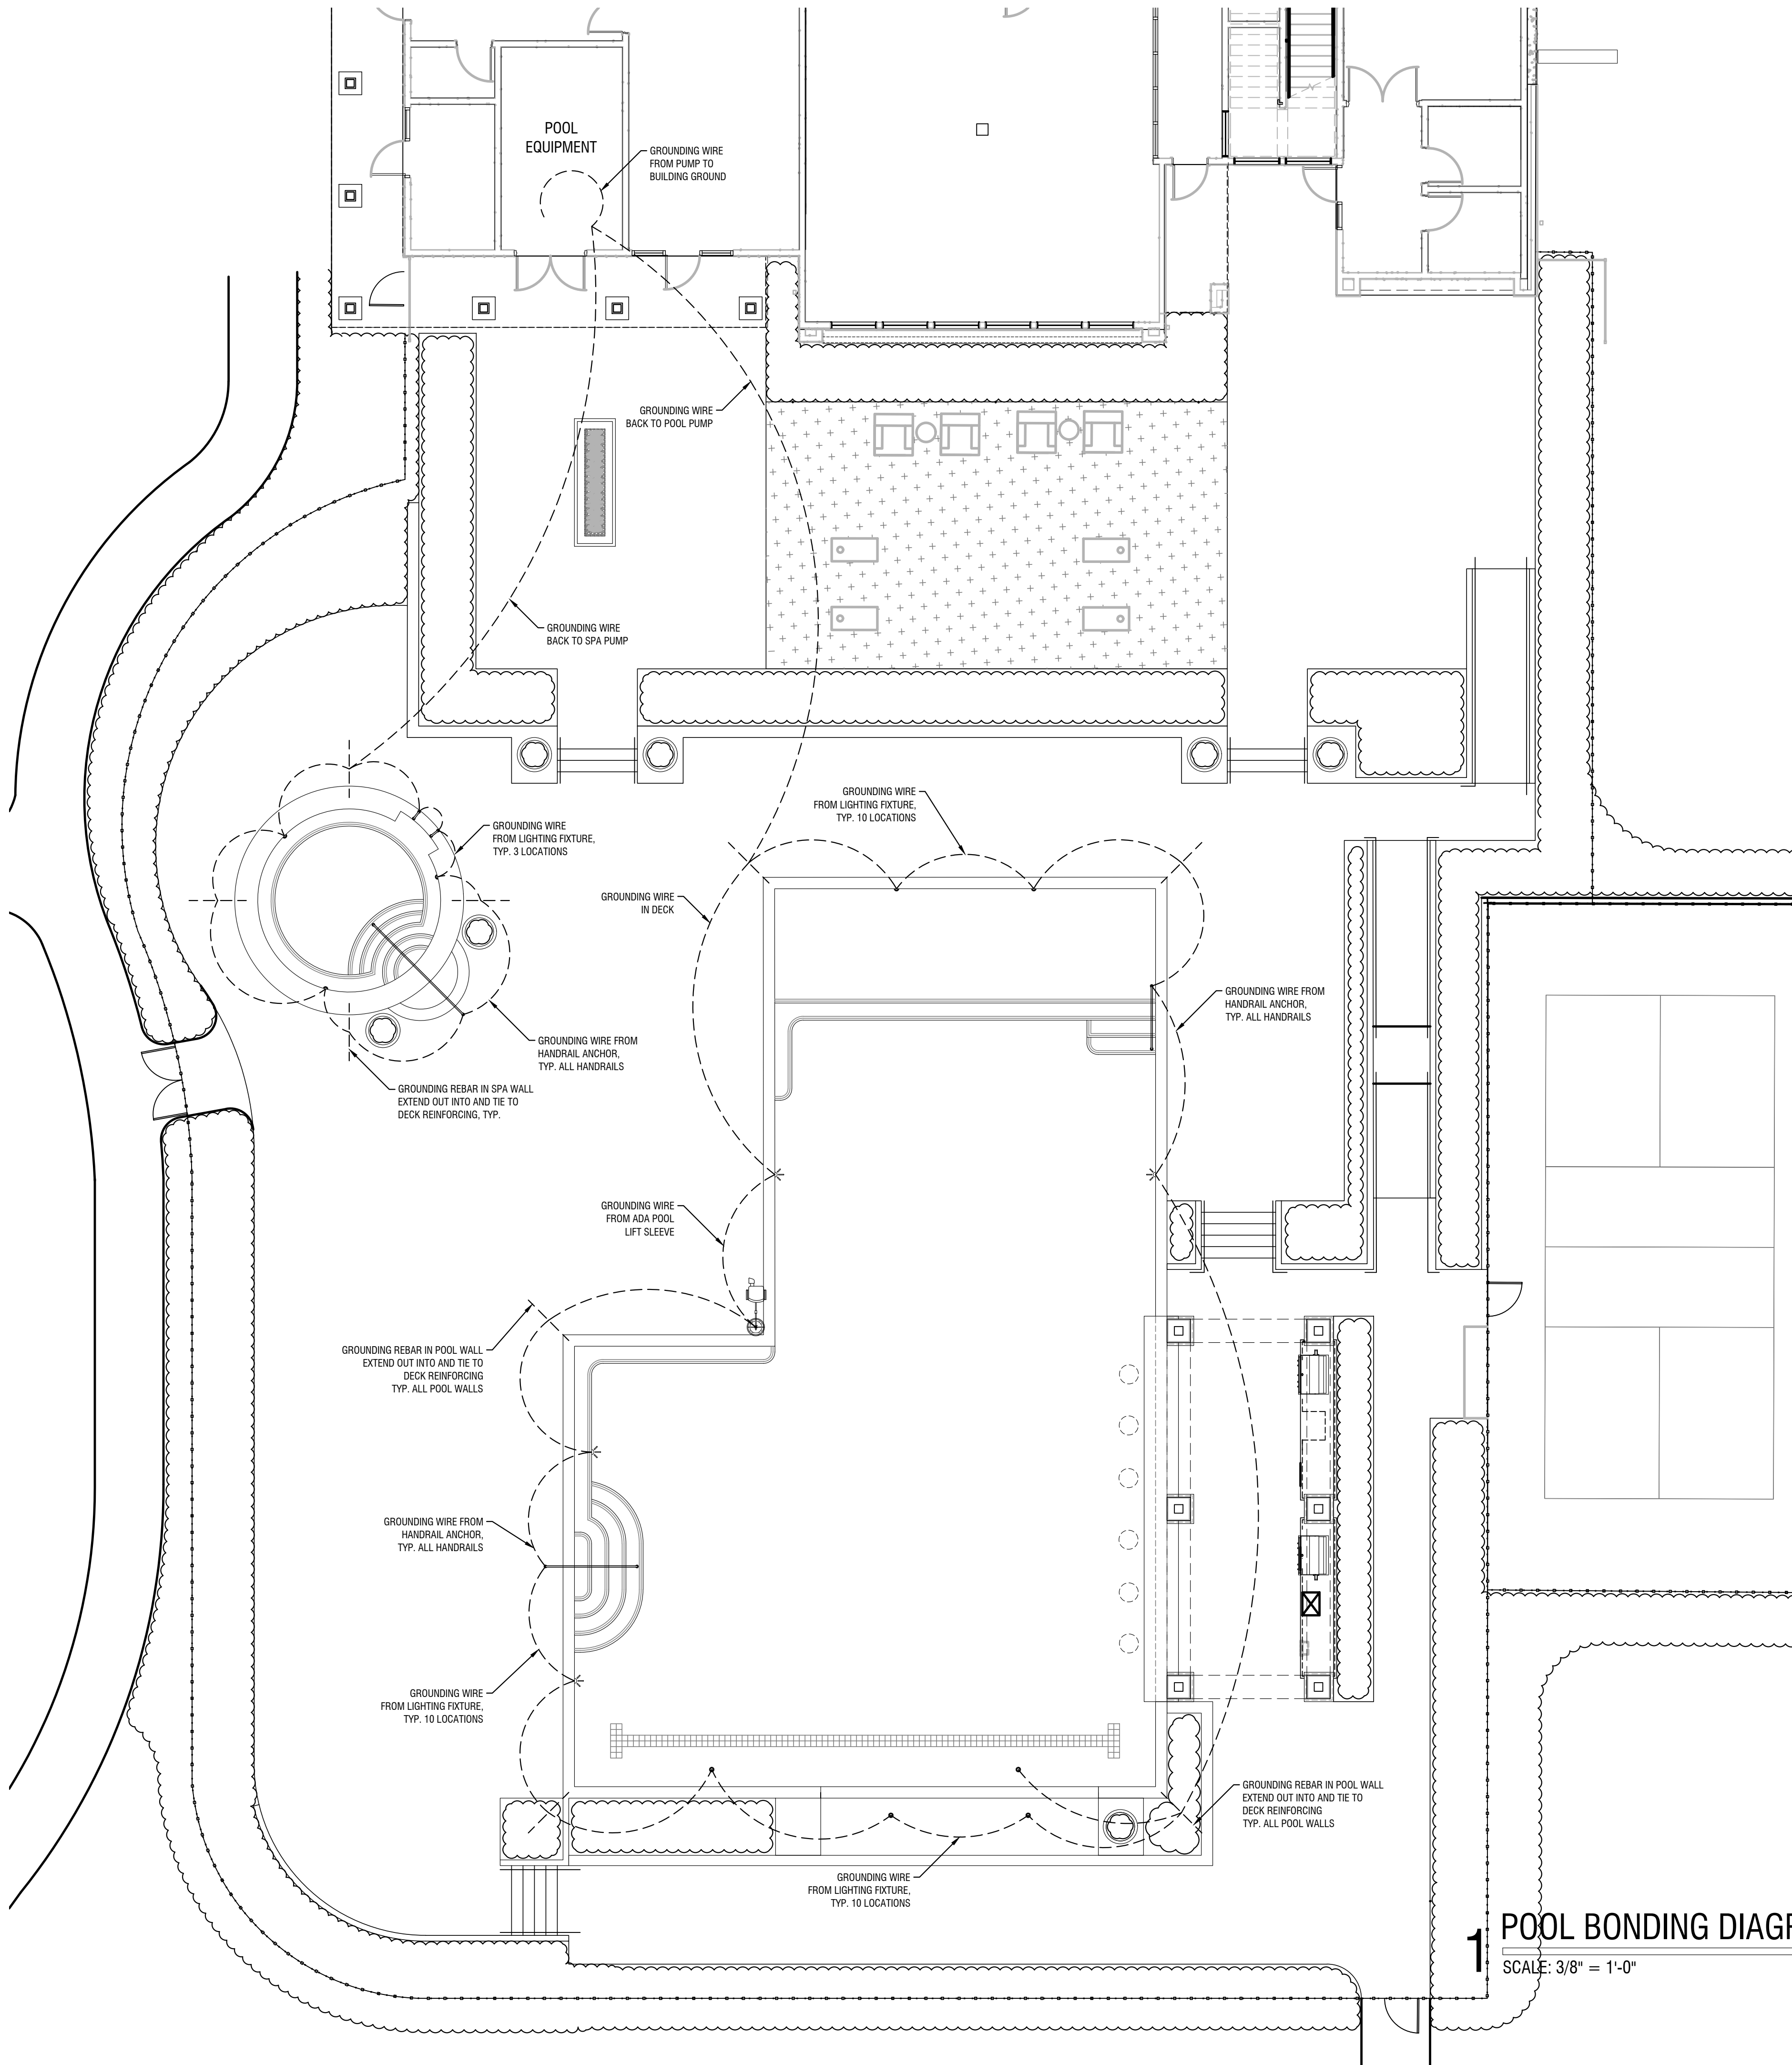 POOL
EQUIPMENT
GROUNDING WIRE
FROM PUMP TO
BUILDING GROUND
GROUNDING WIRE
BACK TO POOL PUMP
GROUNDING WIRE
BACK TO SPA PUMP
GROUNDING WIRE
FROM LIGHTING FIXTURE,
TYP. 10 LOCATIONS
GROUNDING WIRE
FROM LIGHTING FIXTURE,
TYP. 3 LOCATIONS
GROUNDING WIRE
IN DECK
GROUNDING WIRE FROM
HANDRAIL ANCHOR,
TYP. ALL HANDRAILS
GROUNDING WIRE FROM
HANDRAIL ANCHOR,
TYP. ALL HANDRAILS
GROUNDING REBAR IN SPA WALL
EXTEND OUT INTO AND TIE TO
DECK REINFORCING, TYP.
GROUNDING WIRE
FROM ADA POOL
LIFT SLEEVE
GROUNDING REBAR IN POOL WALL
EXTEND OUT INTO AND TIE TO
DECK REINFORCING
TYP. ALL POOL WALLS
GROUNDING WIRE FROM
HANDRAIL ANCHOR,
TYP. ALL HANDRAILS
GROUNDING WIRE
FROM LIGHTING FIXTURE,
TYP. 10 LOCATIONS
GROUNDING REBAR IN POOL WALL
EXTEND OUT INTO AND TIE TO
DECK REINFORCING
TYP. ALL POOL WALLS
GROUNDING WIRE
FROM LIGHTING FIXTURE,
TYP. 10 LOCATIONS
1 POOL BONDING DIAGR
SCALE: 3/8" = 1'-0"